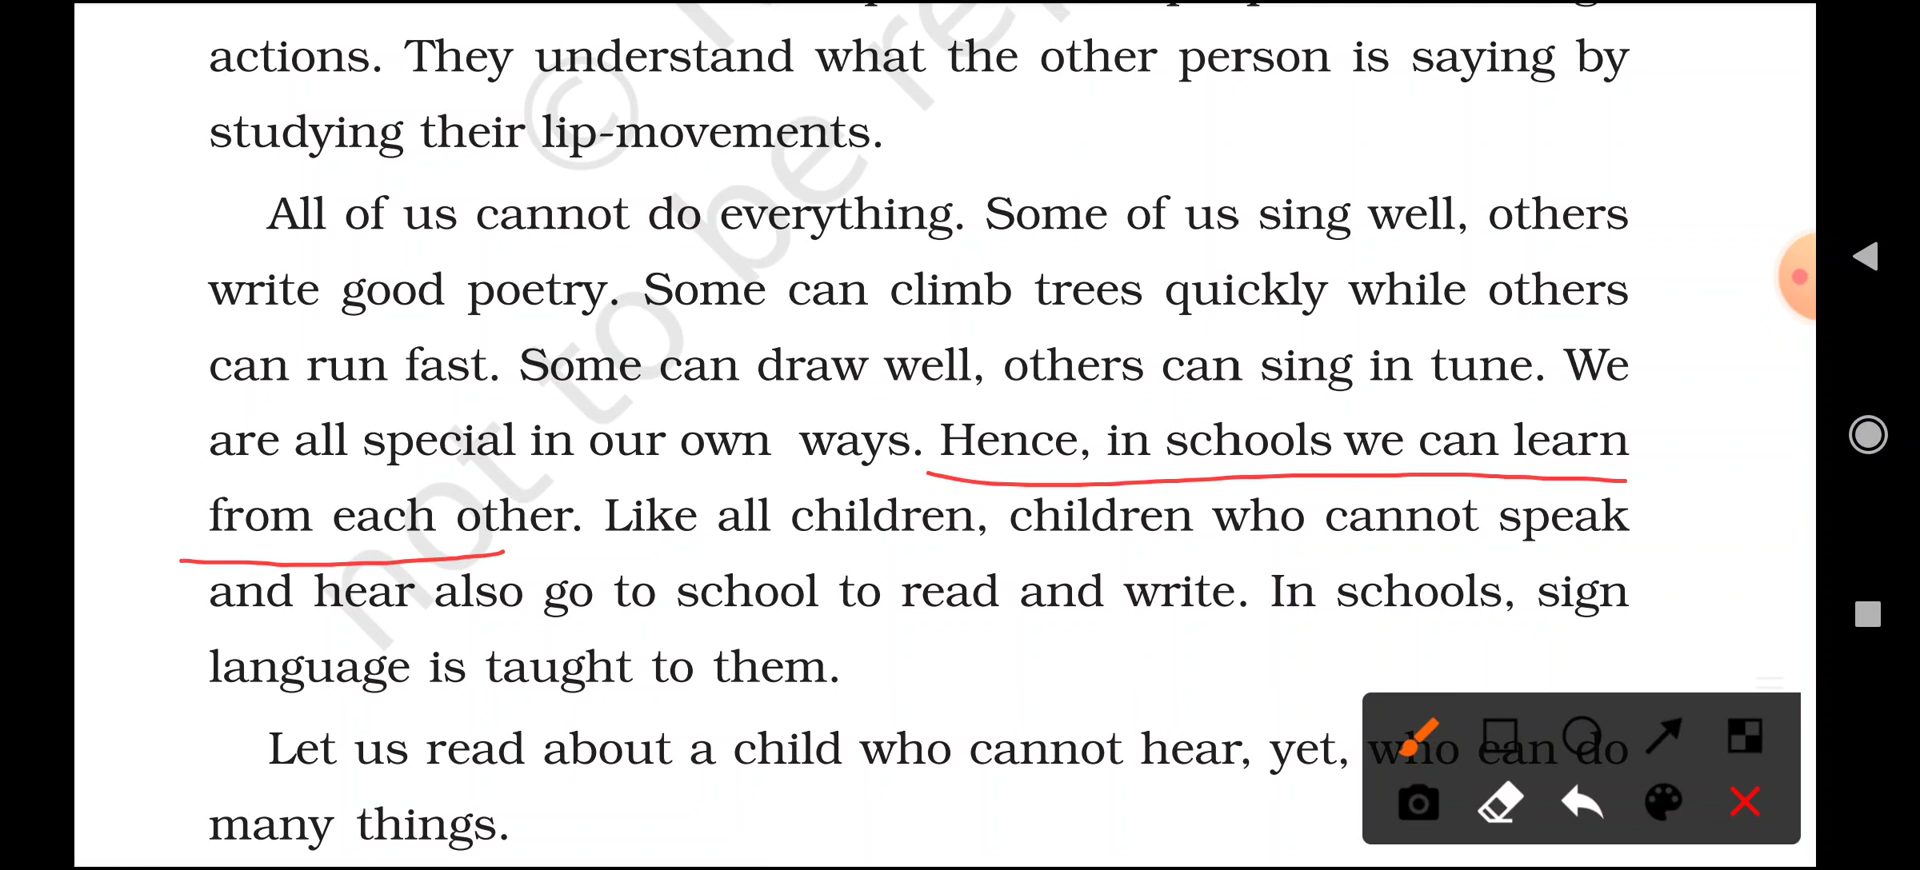 actions. They understand what the other person is saying by
studying their lip-movements.
All of us cannot do everything. Some of us sing well, others
write good poetry. Some can climb trees quickly while others
can run fast. Some can draw well, others can sing in tune. We
are all special in our own ways. Hence, in schools we can learn
from each other. Like all children, children who cannot speak
and hear also go to school to read and write. In schools, sign
language is taught to them.
Let us read about a child who cannot hear, yet, who can do
many things.
©
not to be re